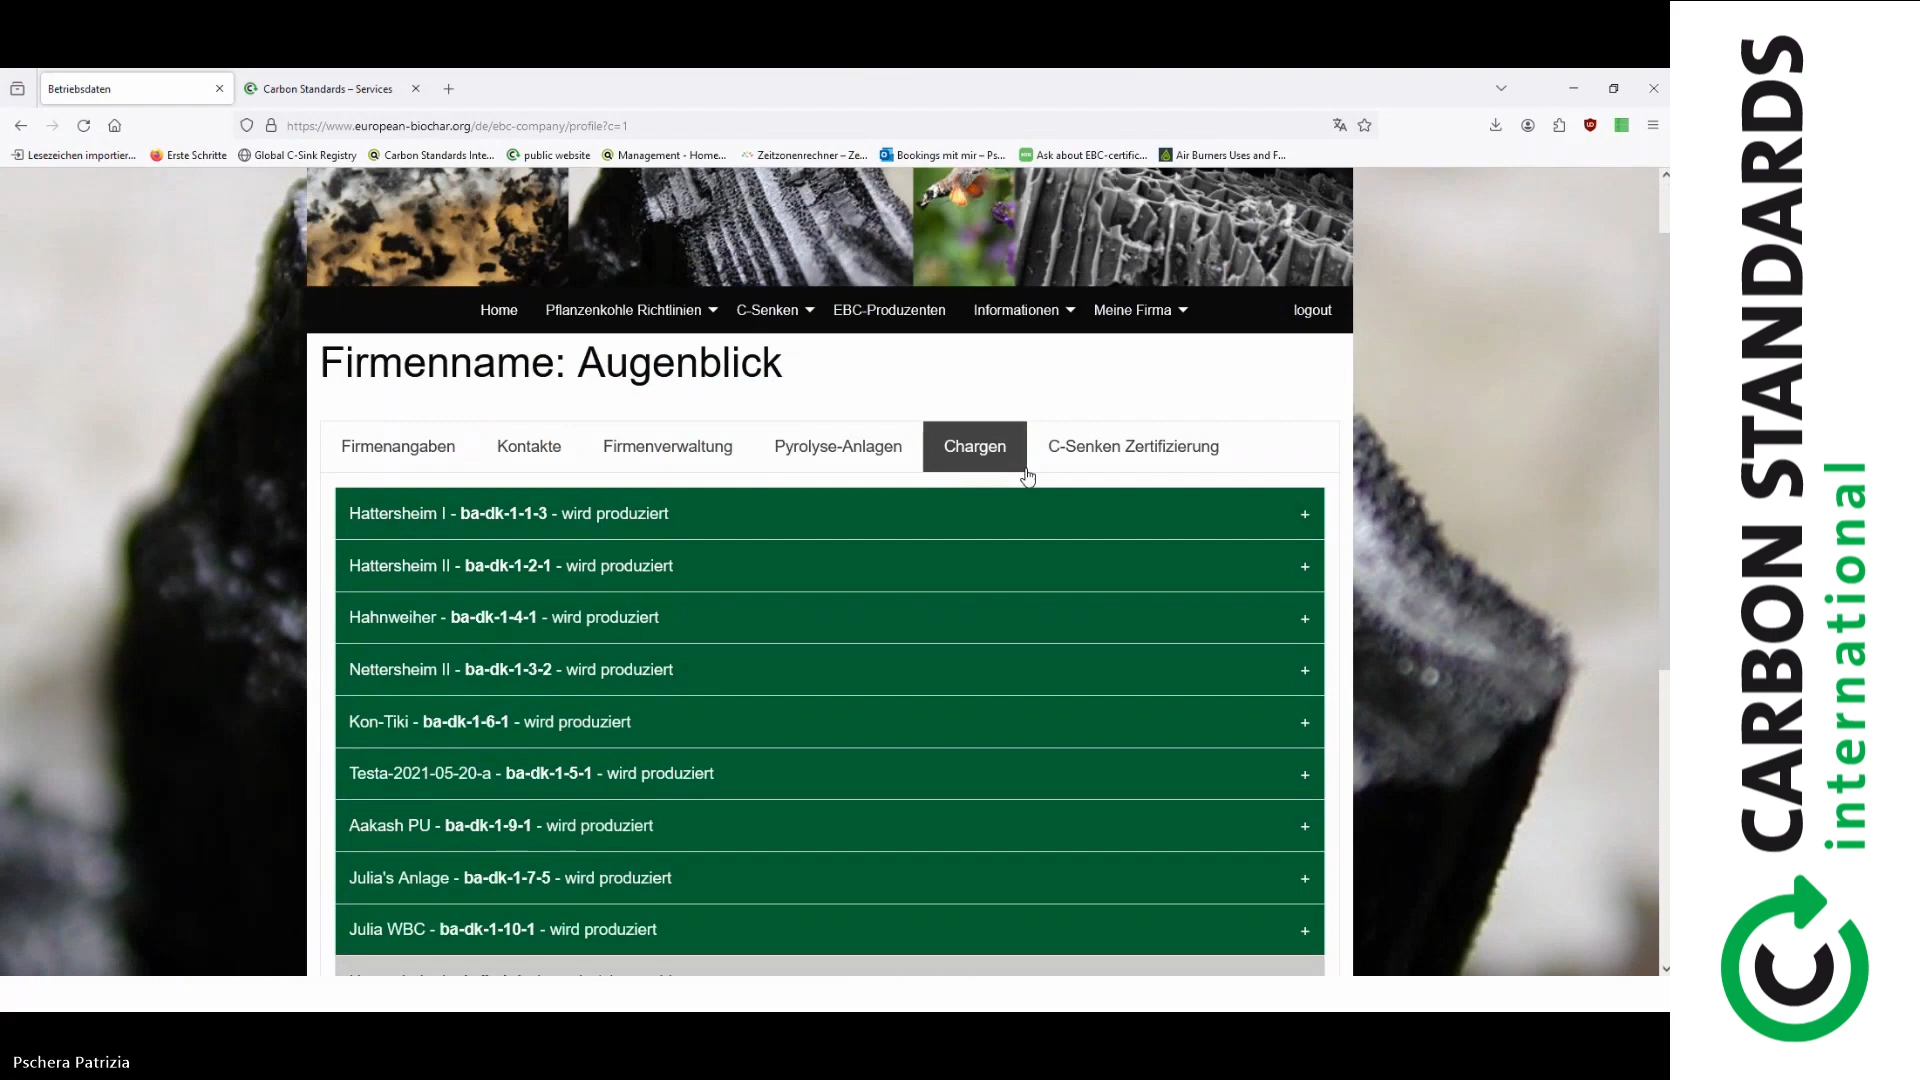 Betriebsdaten
Carbon Standards – Services
https://www.european-biochar.org/de/ebc-company/profile?c=1
Lesezeichen importier...
Erste Schritte
Global C-Sink Registry
Carbon Standards Inte...
public website
Management - Home...
Zeitzonenrechner – Ze...
Bookings mit mir – Ps...
Ask about EBC-certific...
Air Burners Uses and F...
Home
Pflanzenkohle Richtlinien
C-Senken
EBC-Produzenten
Informationen
Meine Firma
logout
Firmenname: Augenblick
Firmenangaben
Kontakte
Firmenverwaltung
Pyrolyse-Anlagen
Chargen
C-Senken Zertifizierung
Hattersheim I - ba-dk-1-1-3 - wird produziert +
Hattersheim II - ba-dk-1-2-1 - wird produziert +
Hahnweiher - ba-dk-1-4-1 - wird produziert +
Nettersheim II - ba-dk-1-3-2 - wird produziert +
Kon-Tiki - ba-dk-1-6-1 - wird produziert +
Testa-2021-05-20-a - ba-dk-1-5-1 - wird produziert +
Aakash PU - ba-dk-1-9-1 - wird produziert +
Julia's Anlage - ba-dk-1-7-5 - wird produziert +
Julia WBC - ba-dk-1-10-1 - wird produziert +
Pschera Patrizia
CARBON STANDARDS
international